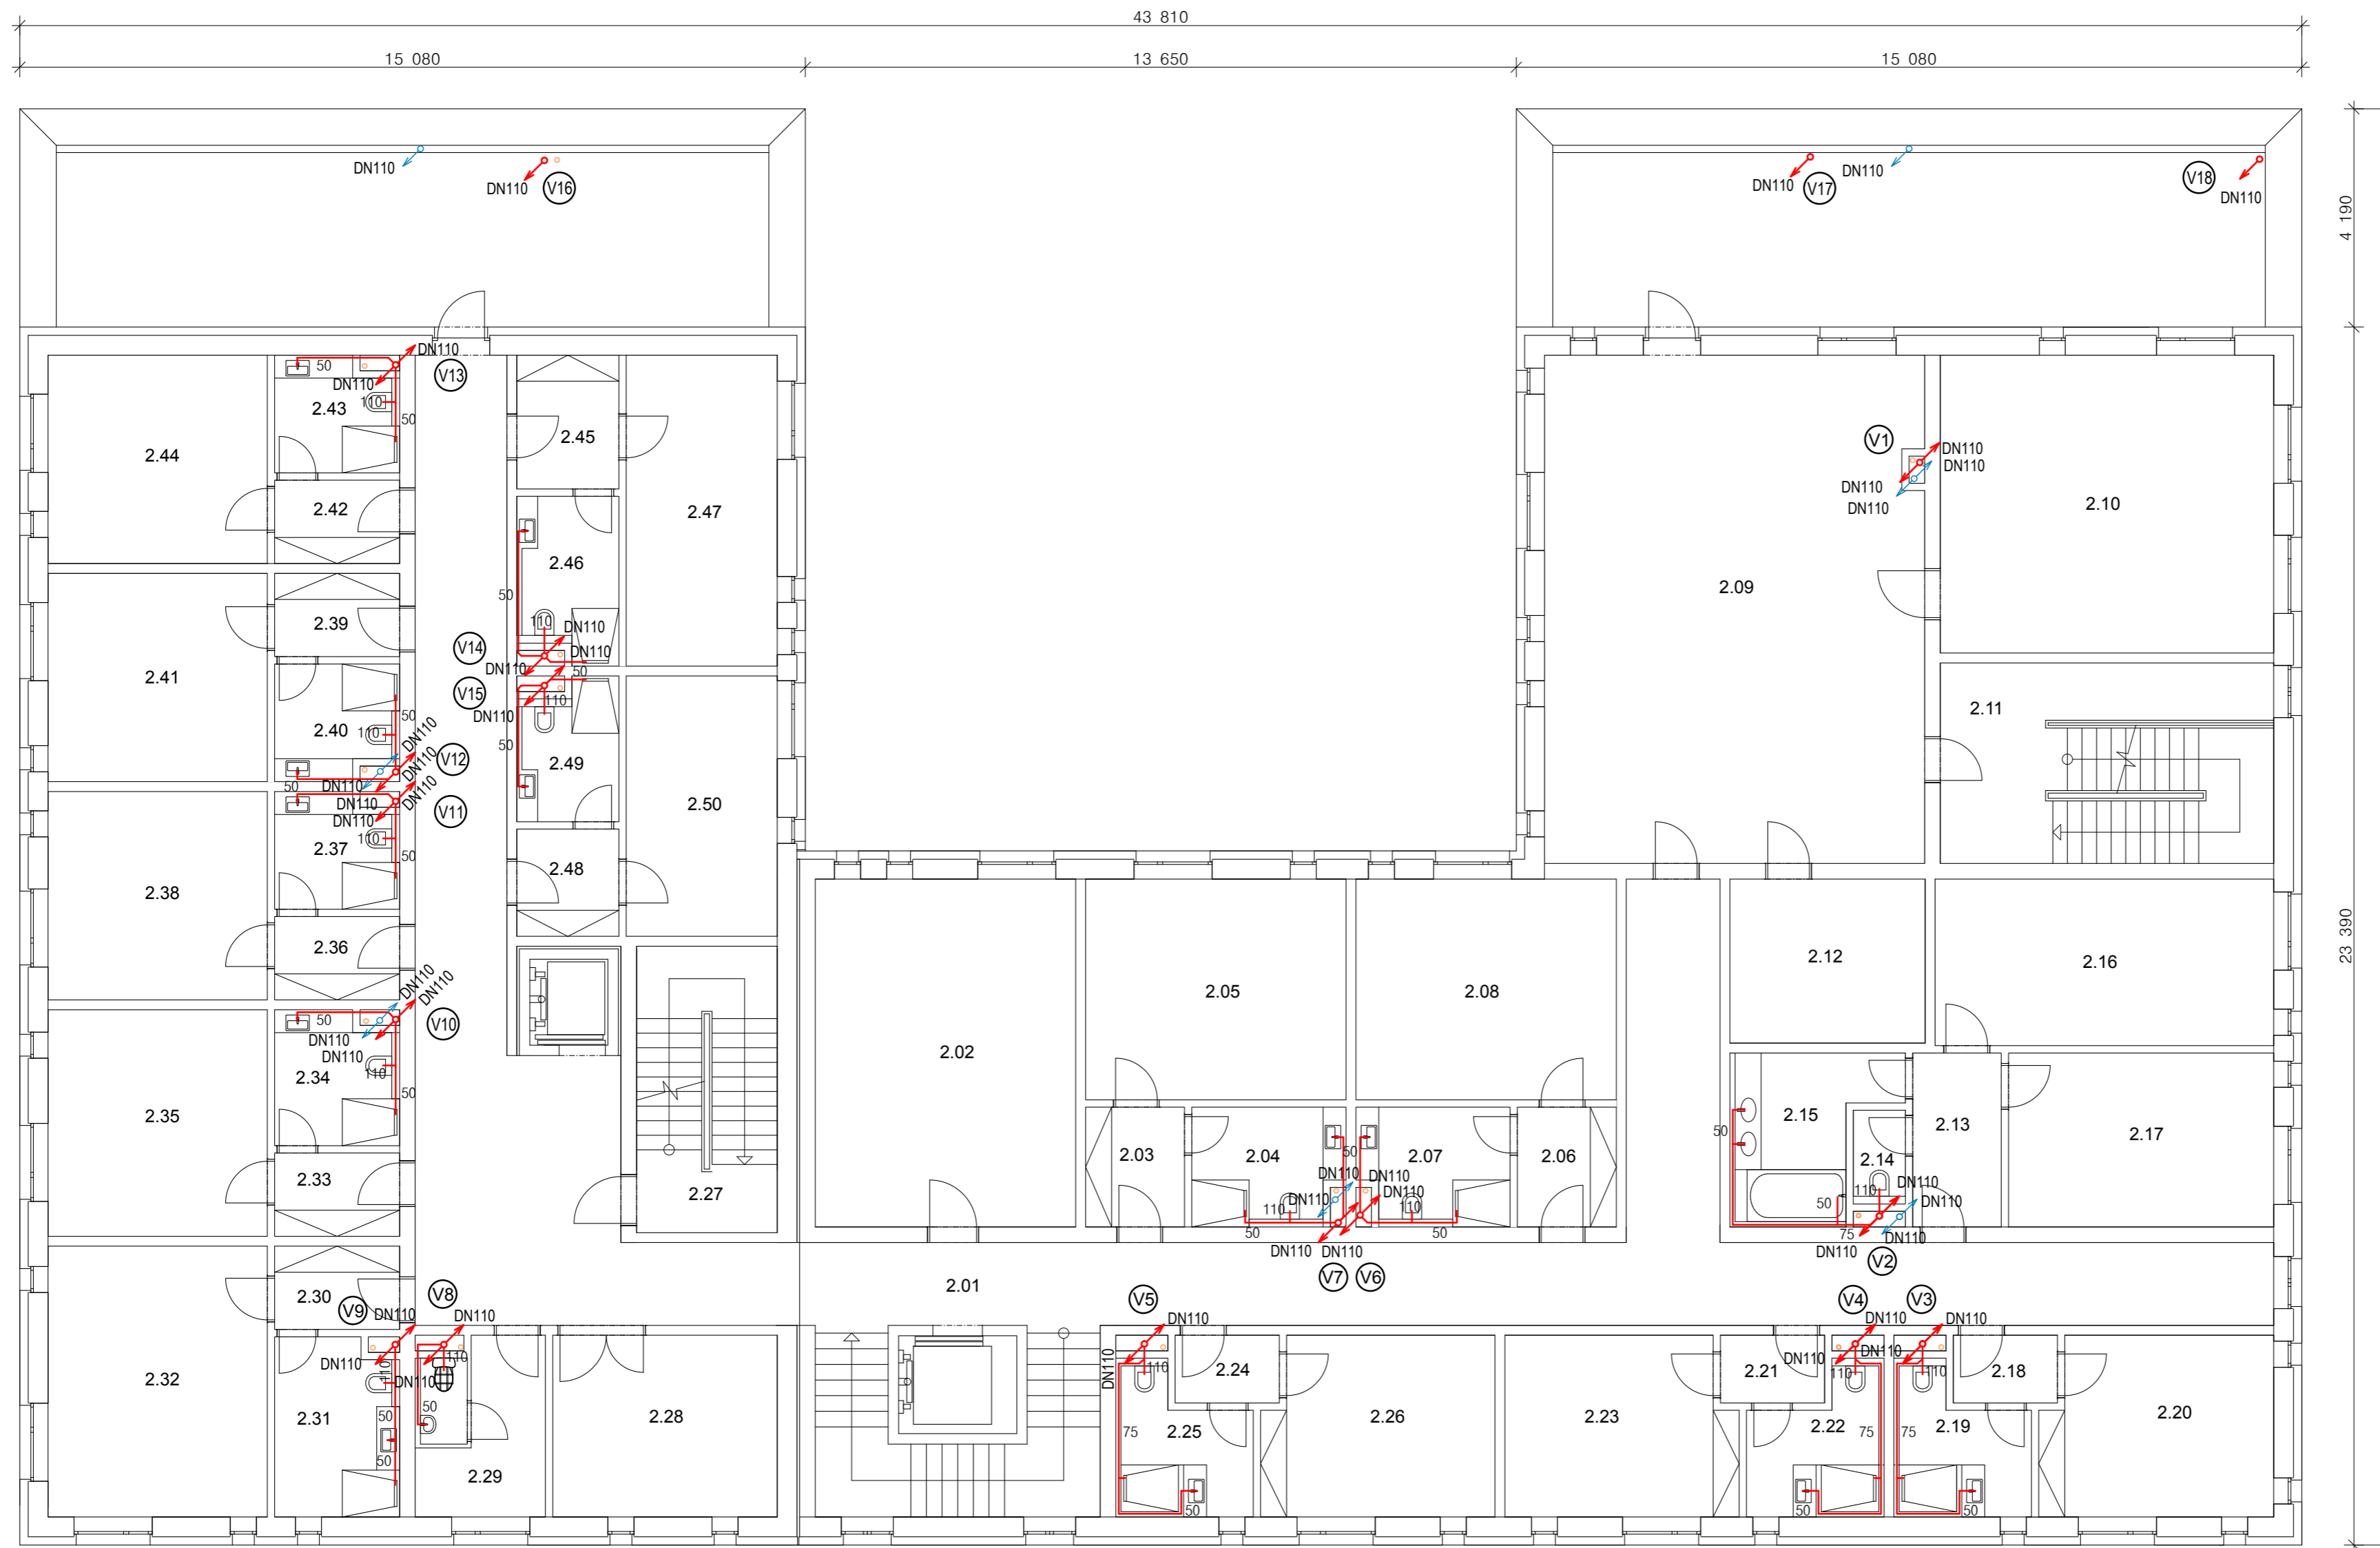 43 810
15 080
13 650
15 080
DN110
DN110
V16
DN110
V17
DN110
V18
DN110
4 190
DN110
V13
50
DN110
110
2.43
50
2.44
2.42
2.45
2.47
2.46
50
110
DN110
V14
DN110
DN110
50
V15
110
DN110
50
2.49
2.50
2.48
2.39
2.41
50
2.40
110
DN110
V12
DN110
DN110
50
DN110
DN110
V11
DN110
110
2.37
50
2.38
2.36
DN110
DN110
50
V10
DN110
DN110
110
2.34
50
2.35
2.33
2.27
2.30
V9
DN110
V8
DN110
DN110
110
110
DN110
50
50
50
2.32
2.31
2.29
2.28
V1
DN110
DN110
DN110
DN110
2.10
2.09
2.11
23 390
2.12
2.16
2.02
2.05
2.08
2.03
2.04
50
2.07
2.06
DN110
DN110
DN110
DN110
110
110
50
50
DN110
DN110
V7
V6
2.15
50
2.14
2.13
2.17
110
DN110
50
DN110
75
DN110
DN110
V2
2.01
V5
DN110
DN110
110
2.24
75
2.25
50
2.26
2.23
V4
DN110
V3
DN110
DN110
DN110
110
110
2.21
2.18
2.22
75
75
2.19
50
50
2.20